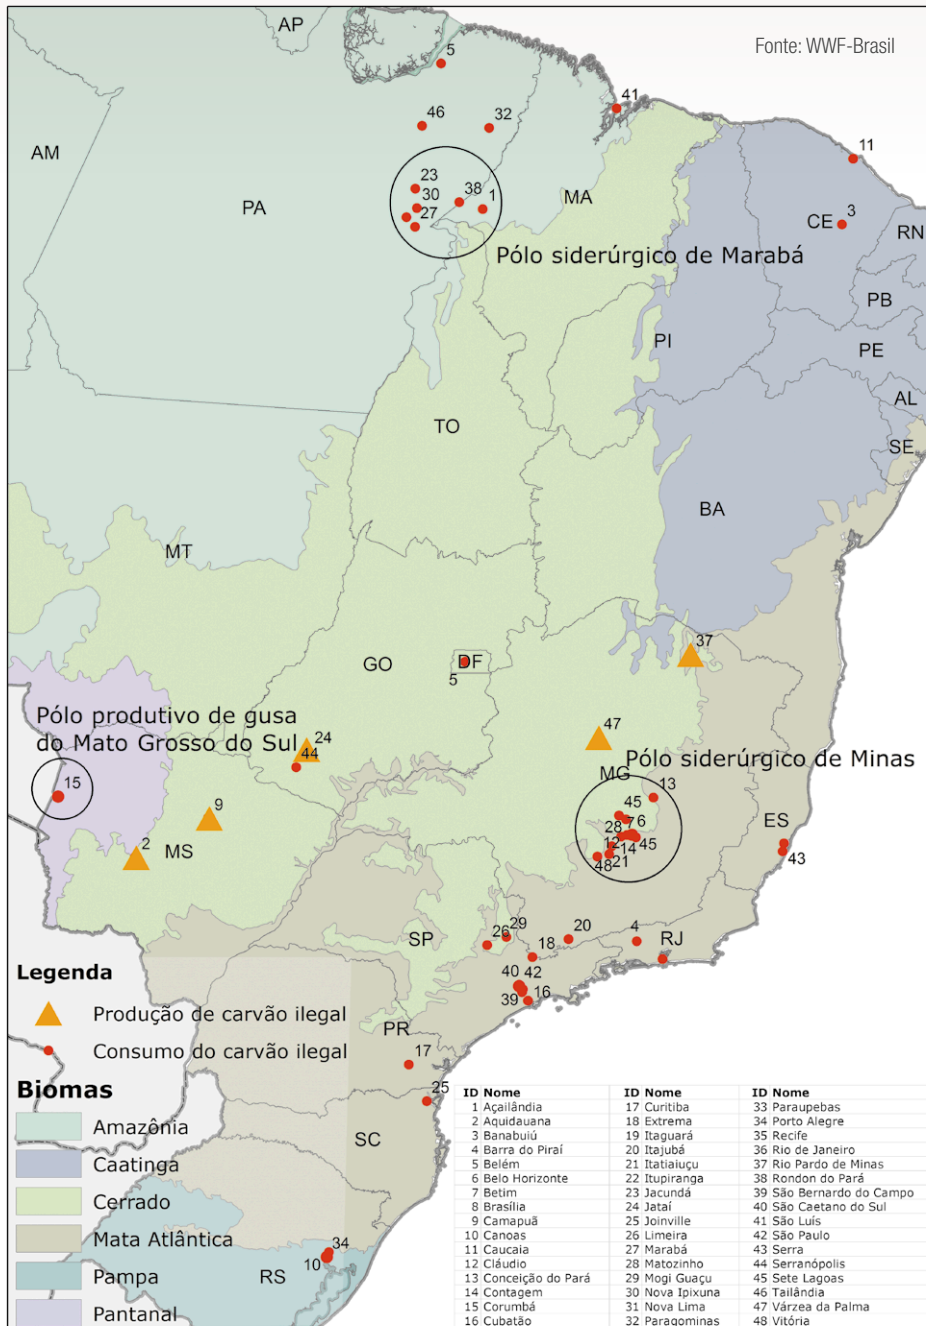 Fonte: WWF-Brasil
AP
5
41
46
32
11
AM
23
30
38
1
27
PA
MA
CE
3
RN
Pólo siderúrgico de Marabá
PB
PI
PE
AL
TO
SE
BA
MT
37
GO
DF
5
Pólo produtivo de gusa
do Mato Grosso do Sul
24
44
47
Pólo siderúrgico de Minas
MG
15
13
9
45
28
7
6
12
14
45
48
21
ES
43
2
MS
SP
29
26
18
20
4
RJ
40
42
39
16
PR
17
25
SC
34
10
RS
Legenda
Produção de carvão ilegal
Consumo do carvão ilegal
Biomas
Amazônia
Caatinga
Cerrado
Mata Atlântica
Pampa
Pantanal
ID Nome
1 Açailândia
2 Aquidauana
3 Banabuiú
4 Barra do Piraí
5 Belém
6 Belo Horizonte
7 Betim
8 Brasília
9 Camapuã
10 Canoas
11 Caucaia
12 Cláudio
13 Conceição do Pará
14 Contagem
15 Corumbá
16 Cubatão
ID Nome
17 Curitiba
18 Extrema
19 Itaguará
20 Itajubá
21 Itatiaiuçu
22 Itupiranga
23 Jacundá
24 Jataí
25 Joinville
26 Limeira
27 Marabá
28 Matozinho
29 Mogi Guaçu
30 Nova Ipixuna
31 Nova Lima
32 Paragominas
ID Nome
33 Paraupebas
34 Porto Alegre
35 Recife
36 Rio de Janeiro
37 Rio Pardo de Minas
38 Rondon do Pará
39 São Bernardo do Campo
40 São Caetano do Sul
41 São Luís
42 São Paulo
43 Serra
44 Serranópolis
45 Sete Lagoas
46 Tailândia
47 Várzea da Palma
48 Vitória